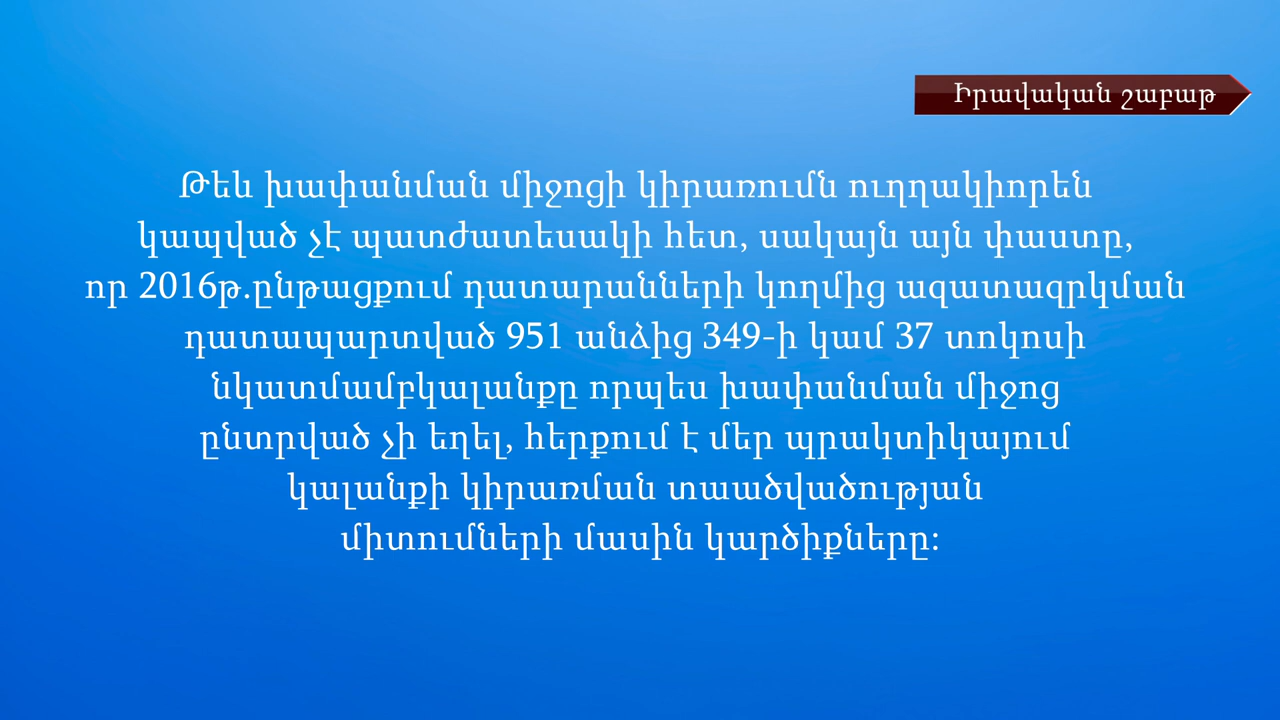 Իրավական շաբաթ
Թեև խափանման միջոցի կիրառումն ուղղակիորեն
կապված չէ պատժատեսակի հետ, սակայն այն փաստը,
որ 2016թ.ընթացքում դատարանների կողմից ազատազրկման
դատապարտված 951 անձից 349-ի կամ 37 տոկոսի
նկատմամբկալանքը որպես խափանման միջոց
ընտրված չի եղել, հերքում է մեր պրակտիկայում
կալանքի կիրառման տաածվածության
միտումների մասին կարծիքները: